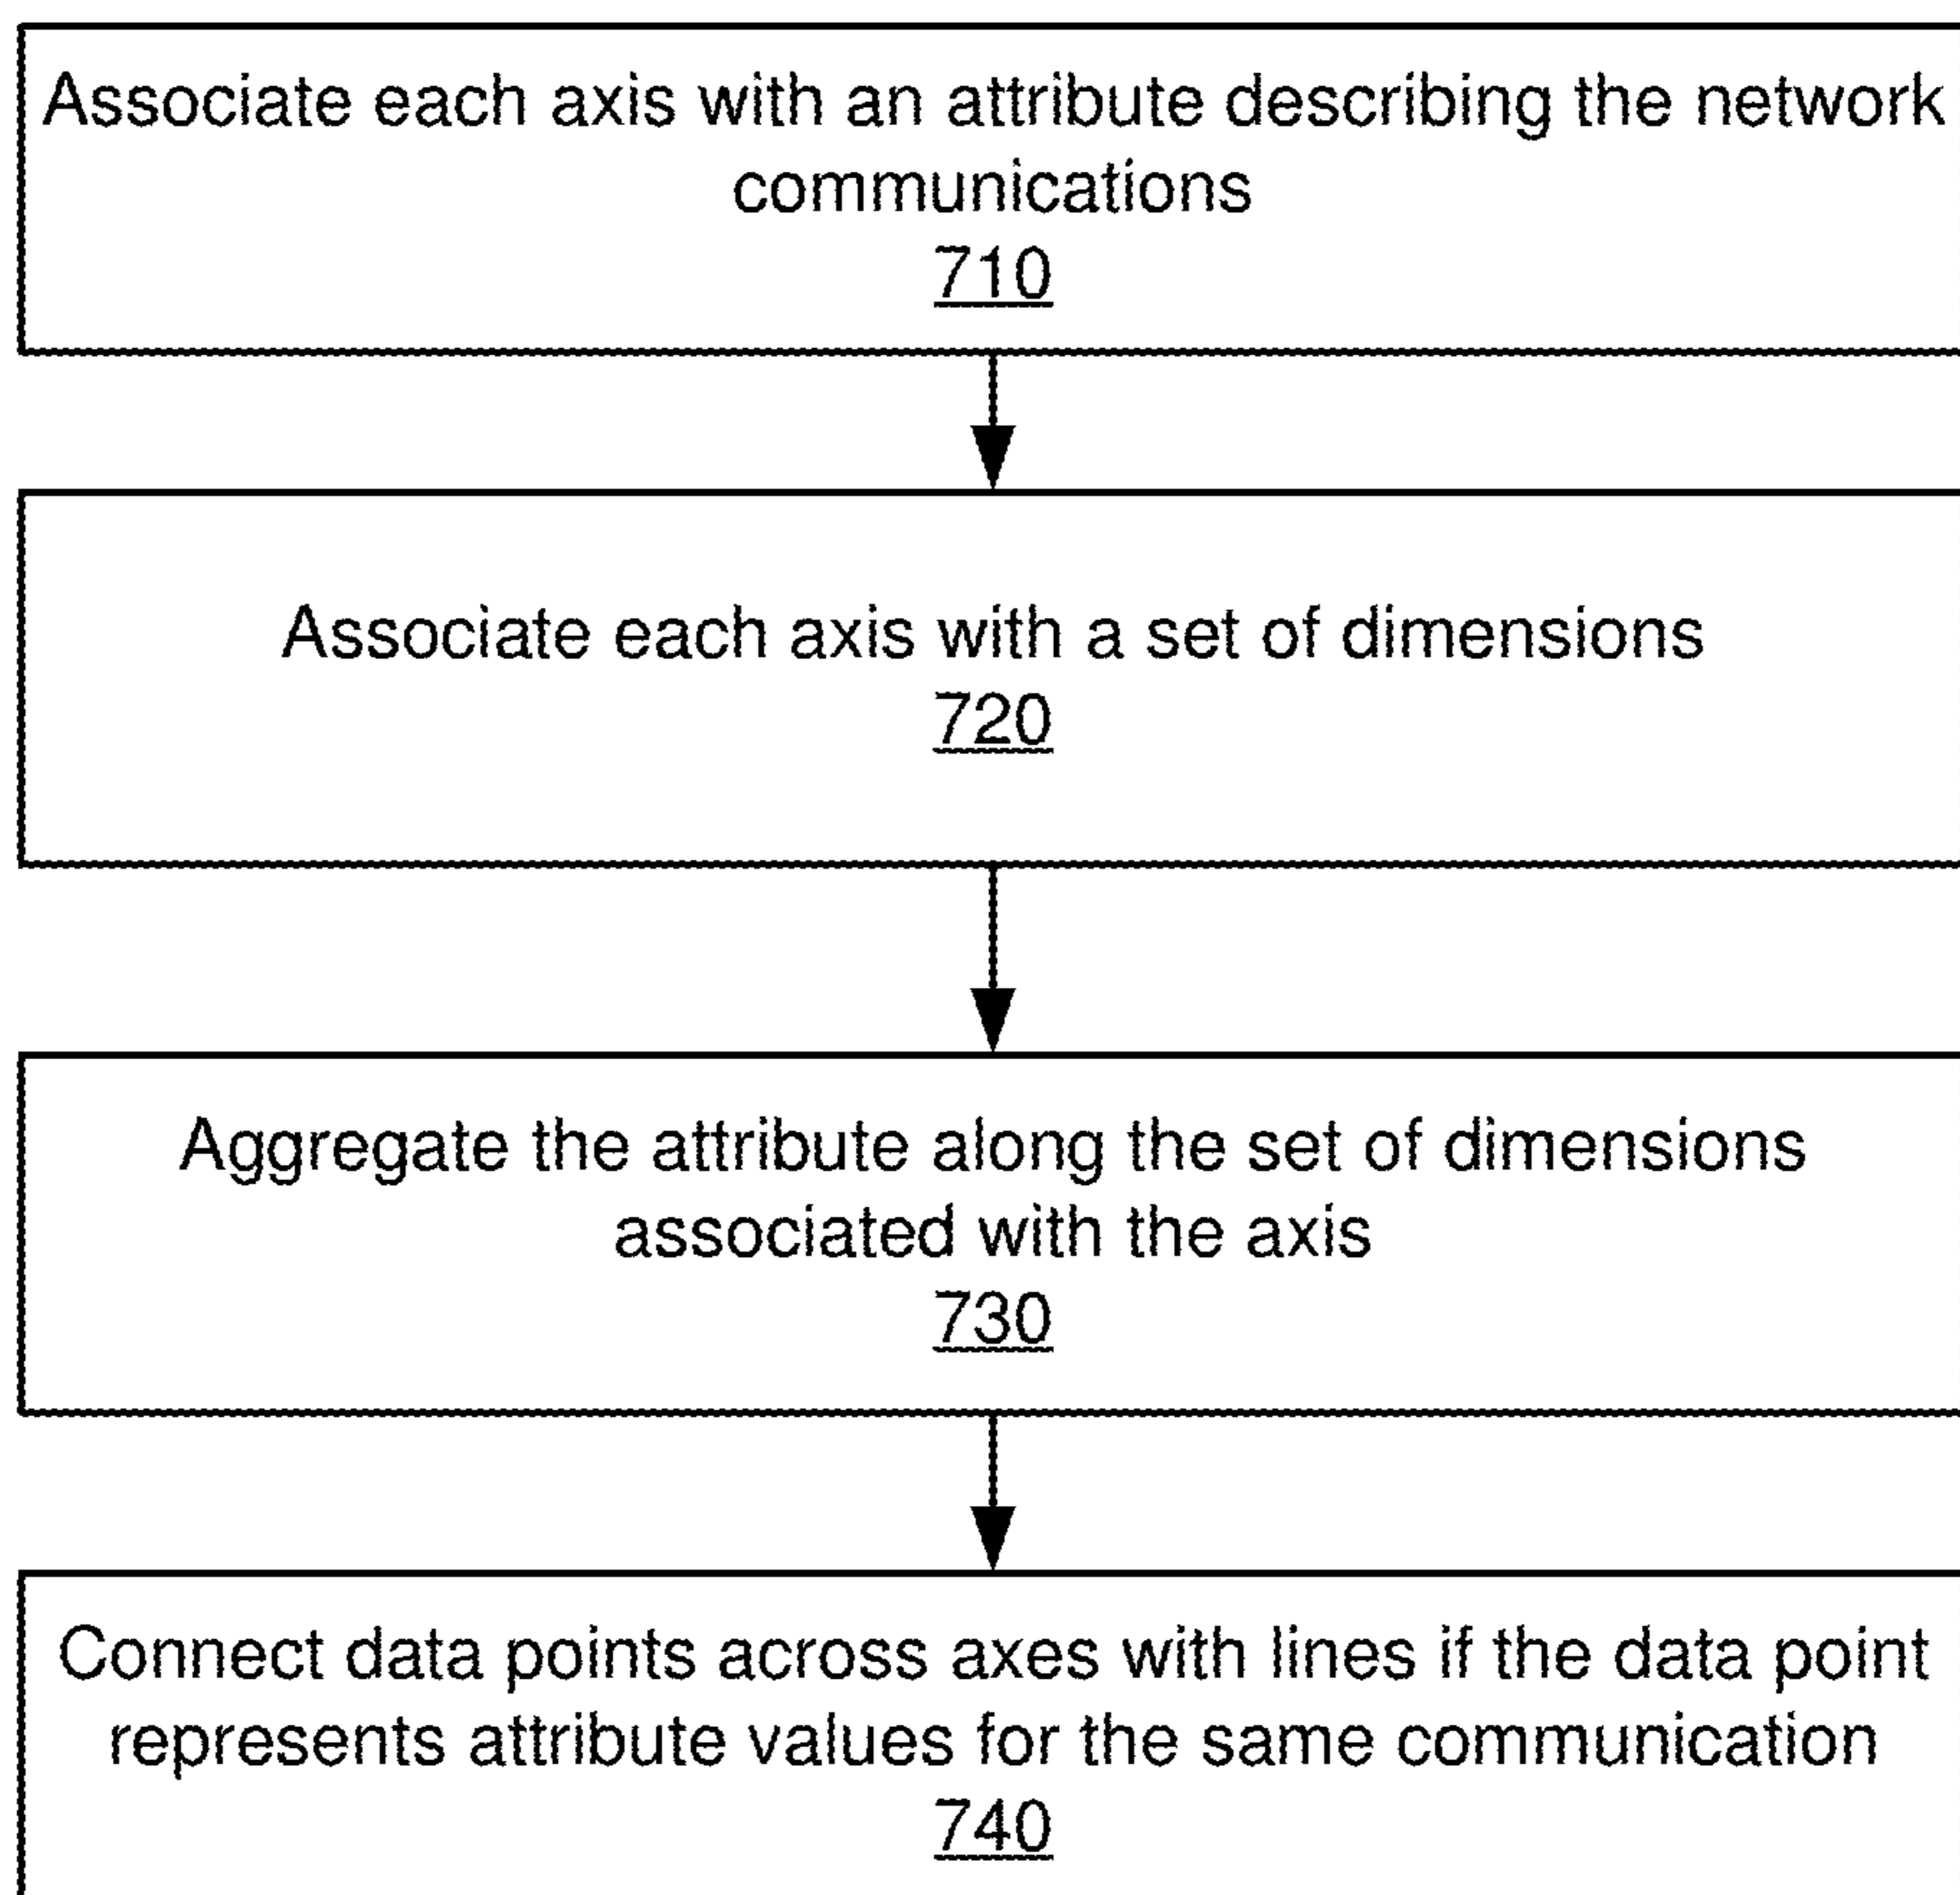 Associate each axis with an attribute describing the network
communications
710
Associate each axis with a set of dimensions
720
Aggregate the attribute along the set of dimensions
associated with the axis
730
Connect data points across axes with lines if the data point
represents attribute values for the same communication
740